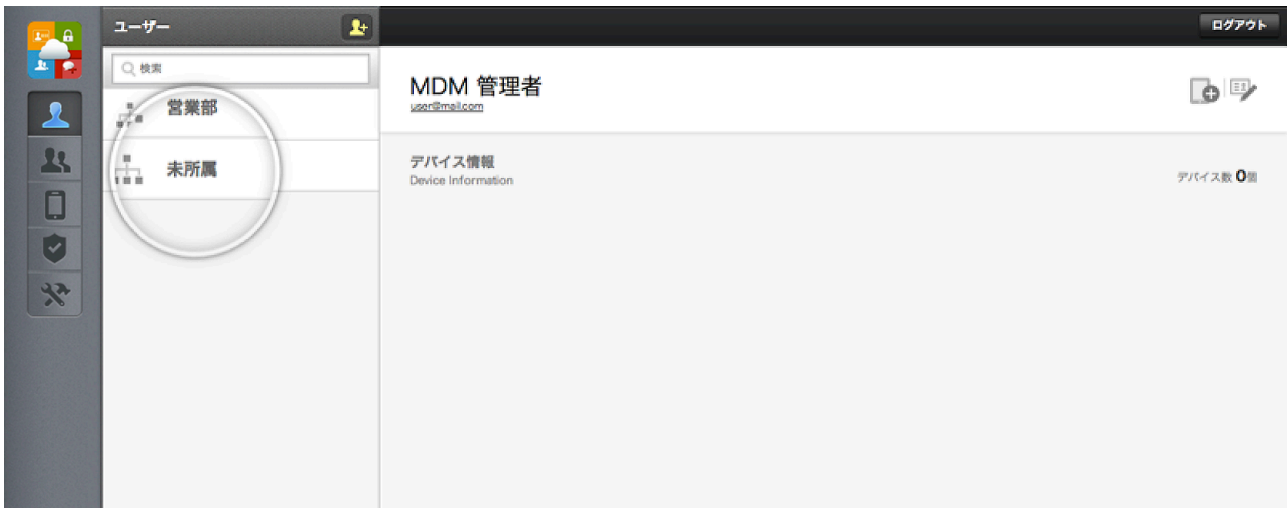 ユーザー
ログアウト
検索
営業部
未所属
MDM 管理者
user@mail.com
デバイス情報
Device Information
デバイス数 0個